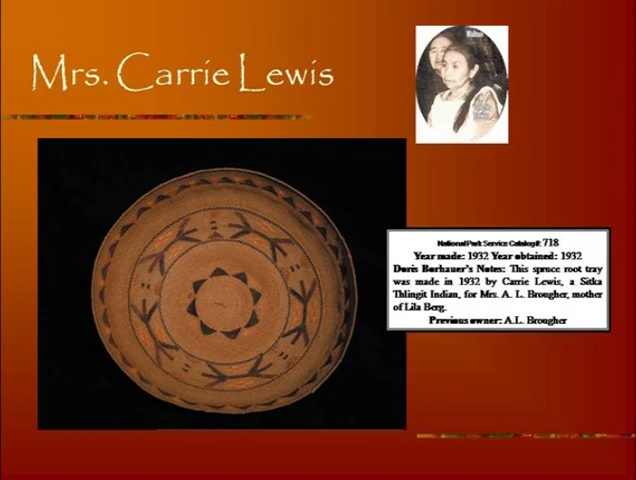 Mrs. Carrie Lewis
National Park Service Catalog#: 718
Year made: 1932 Year obtained: 1932
Doris Borhauer's Notes: This spruce root tray
was made in 1932 by Carrie Lewis, a Sitka
Thlingit Indian, for Mrs. A. L. Brougher, mother
of Lila Berg.
Previous owner: A.L. Brougher